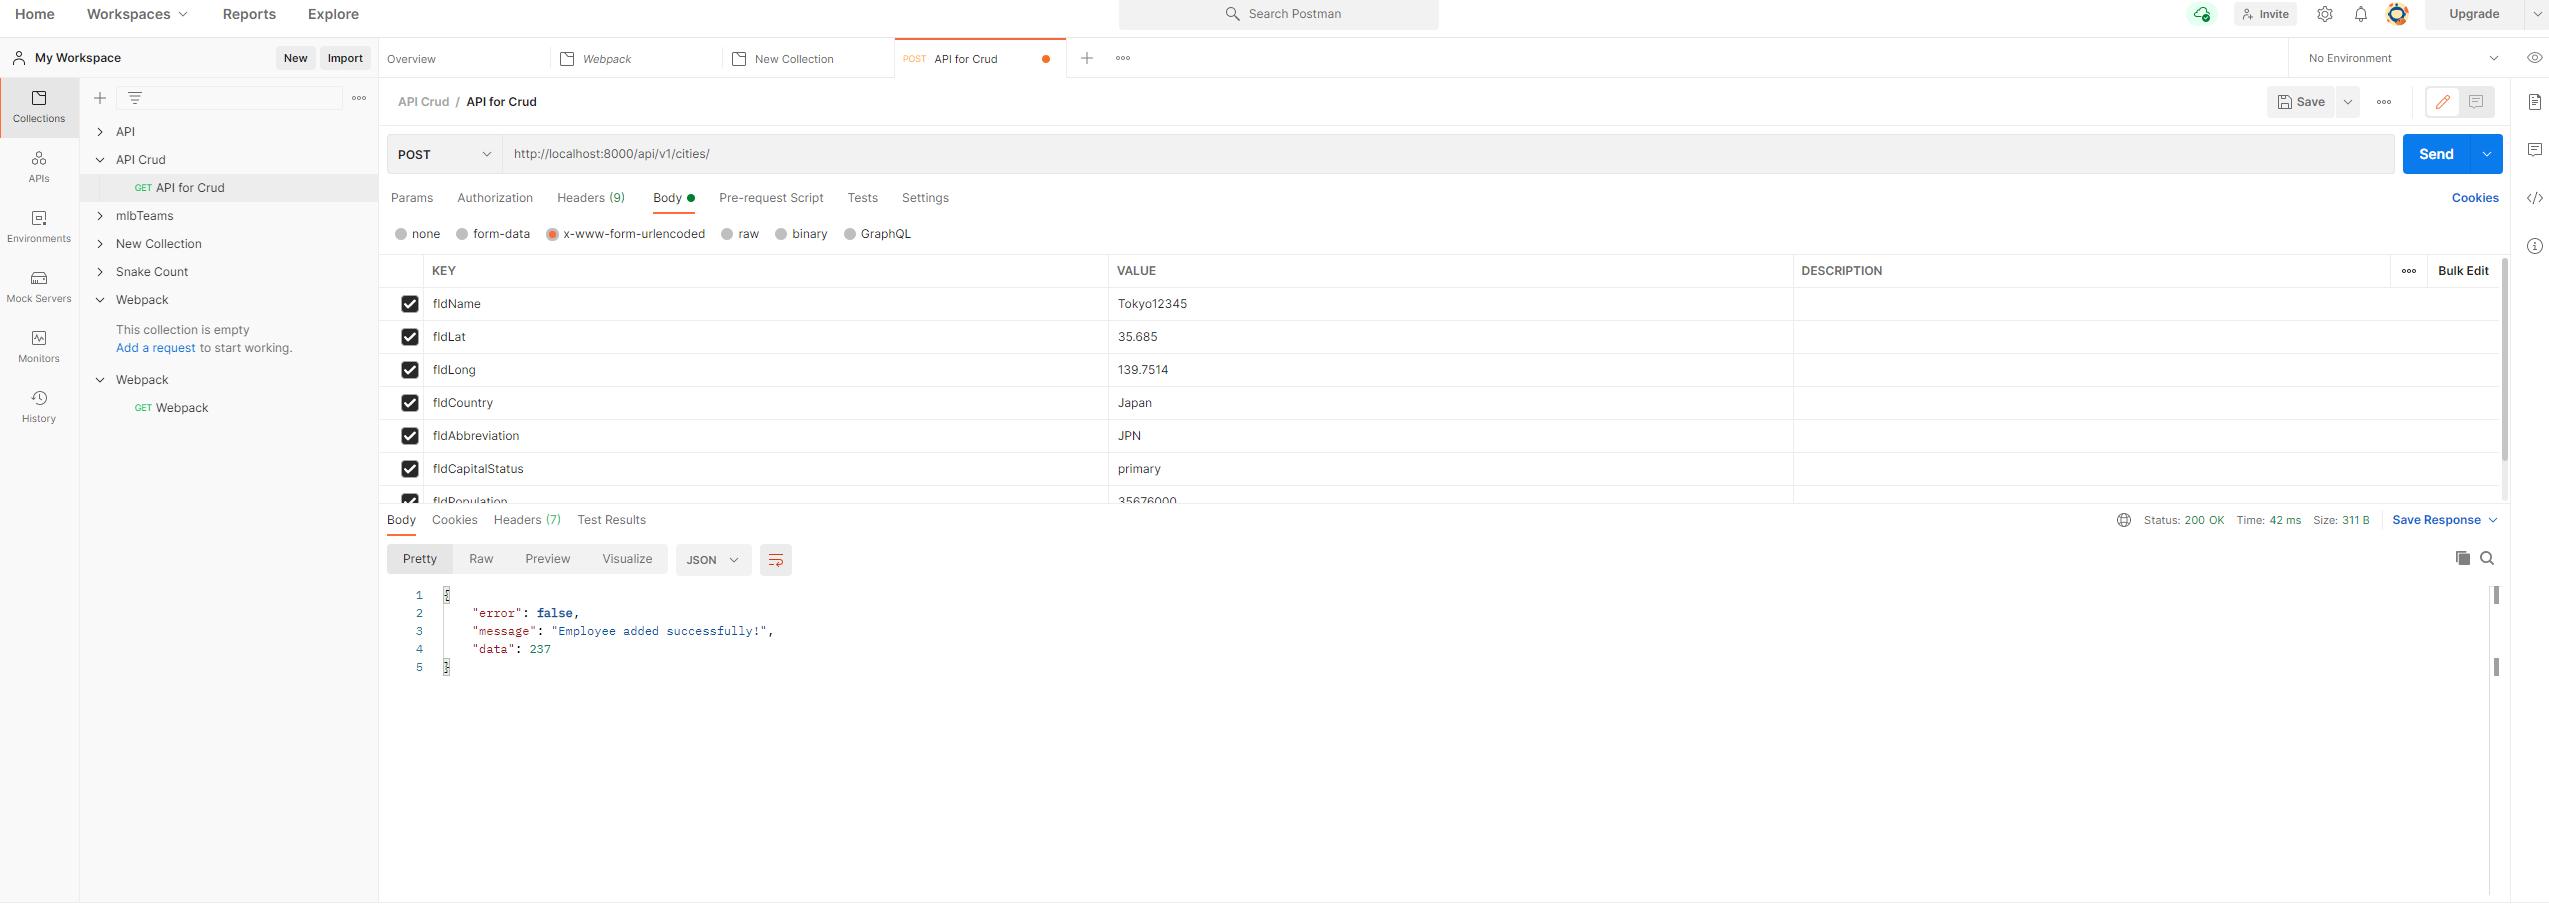 Home Workspaces Reports Explore Search Postman Invite Upgrade
My Workspace New Import Overview Webpack New Collection POST API for Crud No Environment
Collections
APIs
Environments
Mock Servers
Monitors
History
API
API Crud
GET API for Crud
mlbTeams
New Collection
Snake Count
Webpack
This collection is empty
Add a request to start working.
Webpack
GET Webpack
API Crud / API for Crud Save
POST http://localhost:8000/api/v1/cities/ Send
Params Authorization Headers (9) Body Pre-request Script Tests Settings Cookies
none form-data x-www-form-urlencoded raw binary GraphQL
KEY VALUE DESCRIPTION Bulk Edit
fldName Tokyo12345
fldLat 35.685
fldLong 139.7514
fldCountry Japan
fldAbbreviation JPN
fldCapitalStatus primary
fldPopulation 35676000
Body Cookies Headers (7) Test Results Status: 200 OK Time: 42 ms Size: 311 B Save Response
Pretty Raw Preview Visualize JSON
1 {
2 "error": false,
3 "message": "Employee added successfully!",
4 "data": 237
5 }